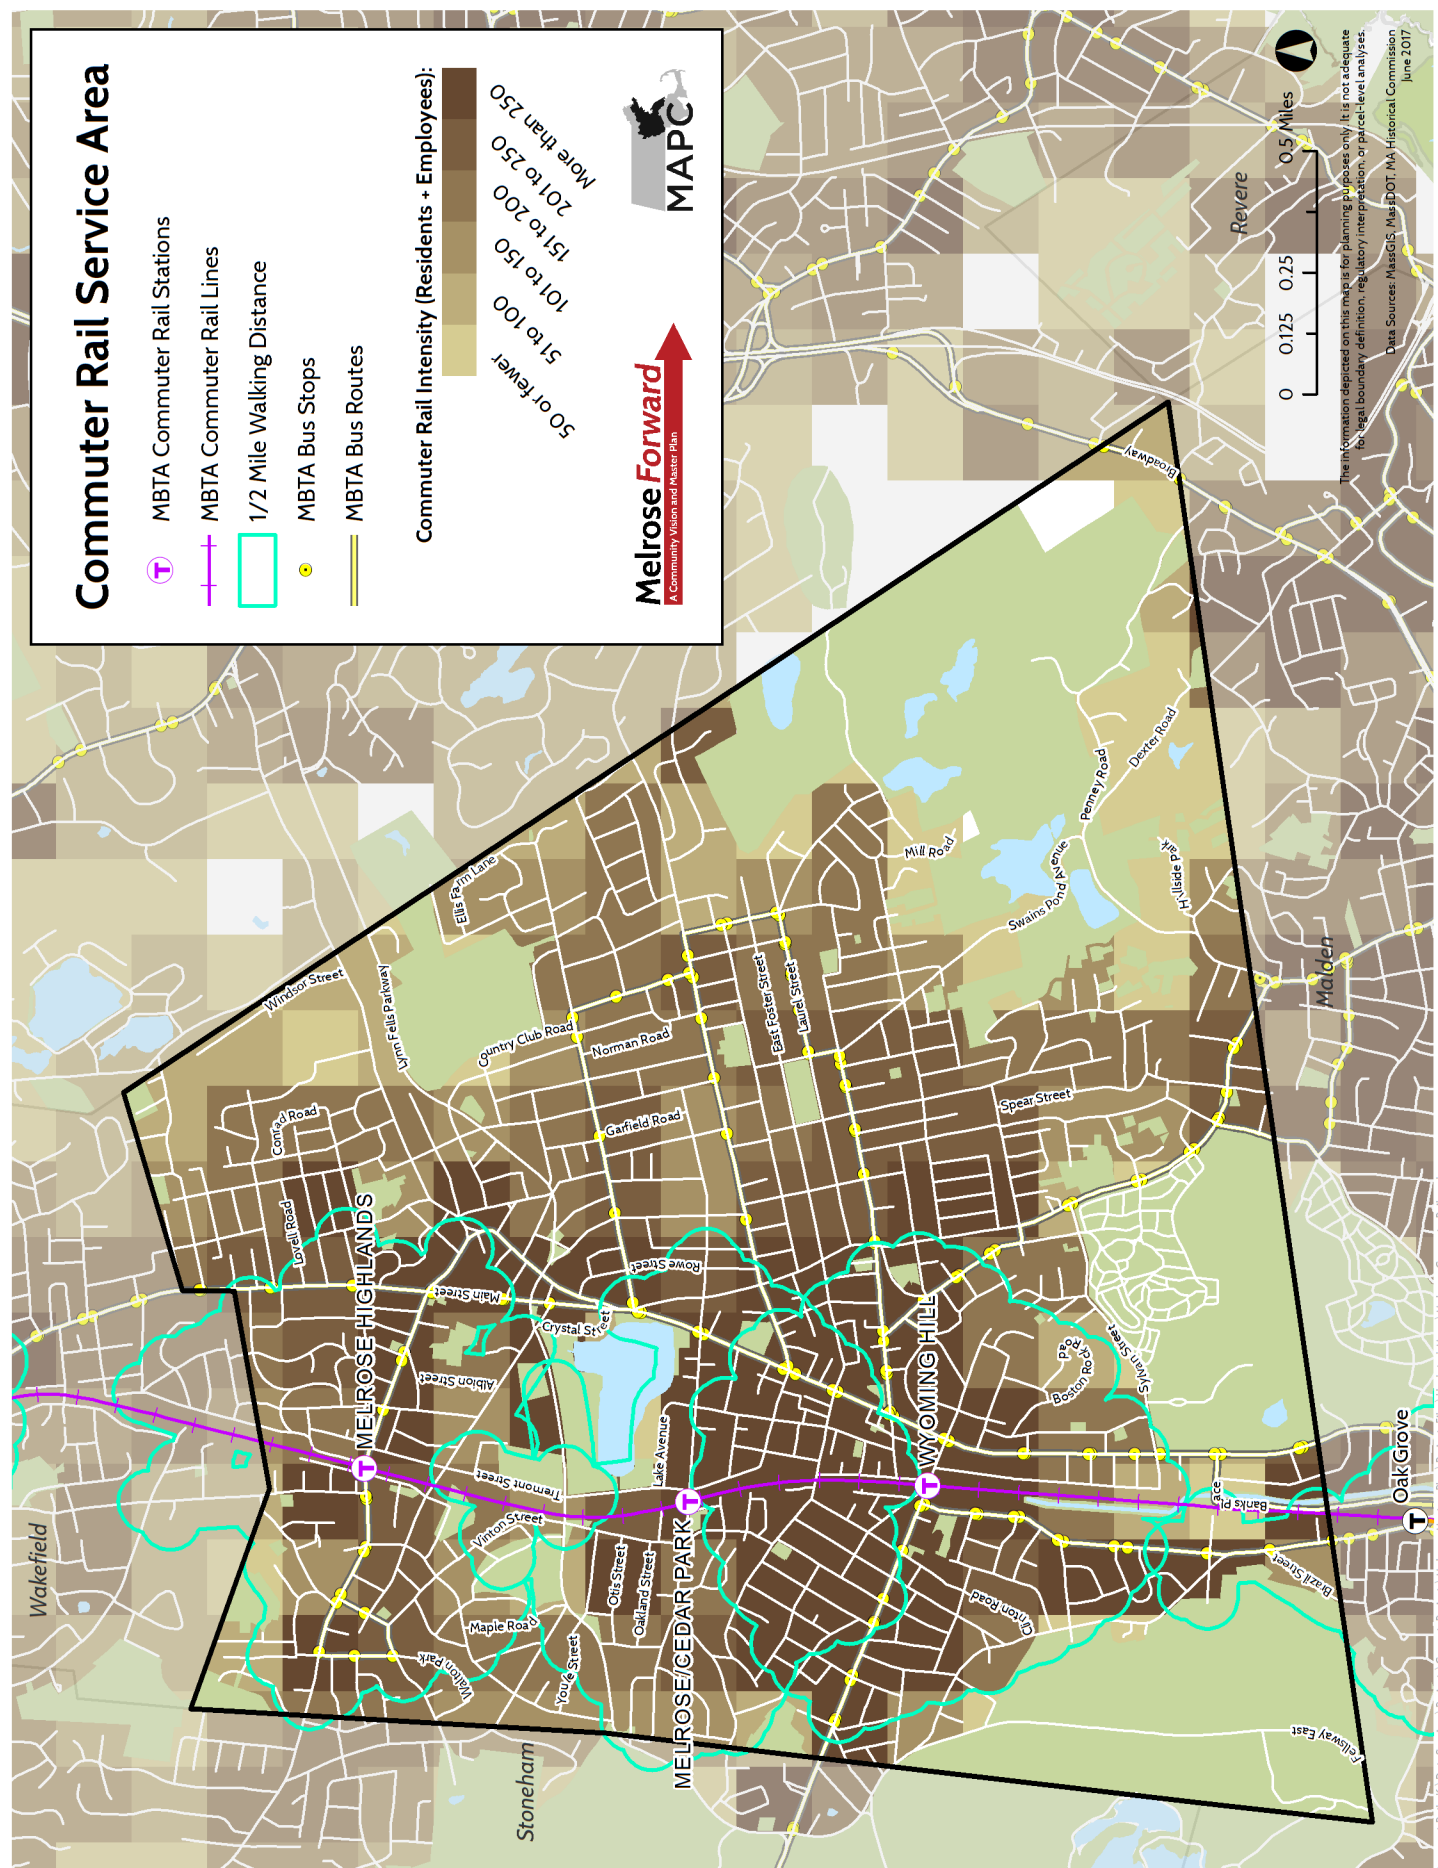 Commuter Rail Service Area
MBTA Commuter Rail Stations
MBTA Commuter Rail Lines
1/2 Mile Walking Distance
MBTA Bus Stops
MBTA Bus Routes
Commuter Rail Intensity (Residents + Employees):
50 or fewer
51 to 100
101 to 150
151 to 200
201 to 250
More than 250
Melrose Forward
A Community Vision and Master Plan
MAPC
Wakefield
Stoneham
Malden
Revere
MELROSE HIGHLANDS
MELROSE/CEDAR PARK
WYOMING HILL
Oak Grove
Windsor Street
Lynn Fells Parkway
Ellis Farm Lane
Conrad Road
Lovell Road
Country Club Road
Norman Road
Garfield Road
East Foster Street
Laurel Street
Mill Road
Swains Pond Avenue
Penney Road
Dexter Road
Hillside Park
Broadway
Spear Street
Main Street
Rowe Street
Crystal Street
Albion Street
Lake Avenue
Tremont Street
Vinton Street
Otis Street
Oakland Street
Maple Road
Walton Park
Youle Street
Boston Rock Road
Sylvan Street
Banks Place
Brazil Street
Clinton Road
Fellsway East
0 0.125 0.25 0.5 Miles
The information depicted on this map is for planning purposes only. It is not adequate
for legal boundary definition, regulatory interpretation, or parcel-level analyses.
Data Sources: MassGIS, MassDOT, MA Historical Commission
June 2017